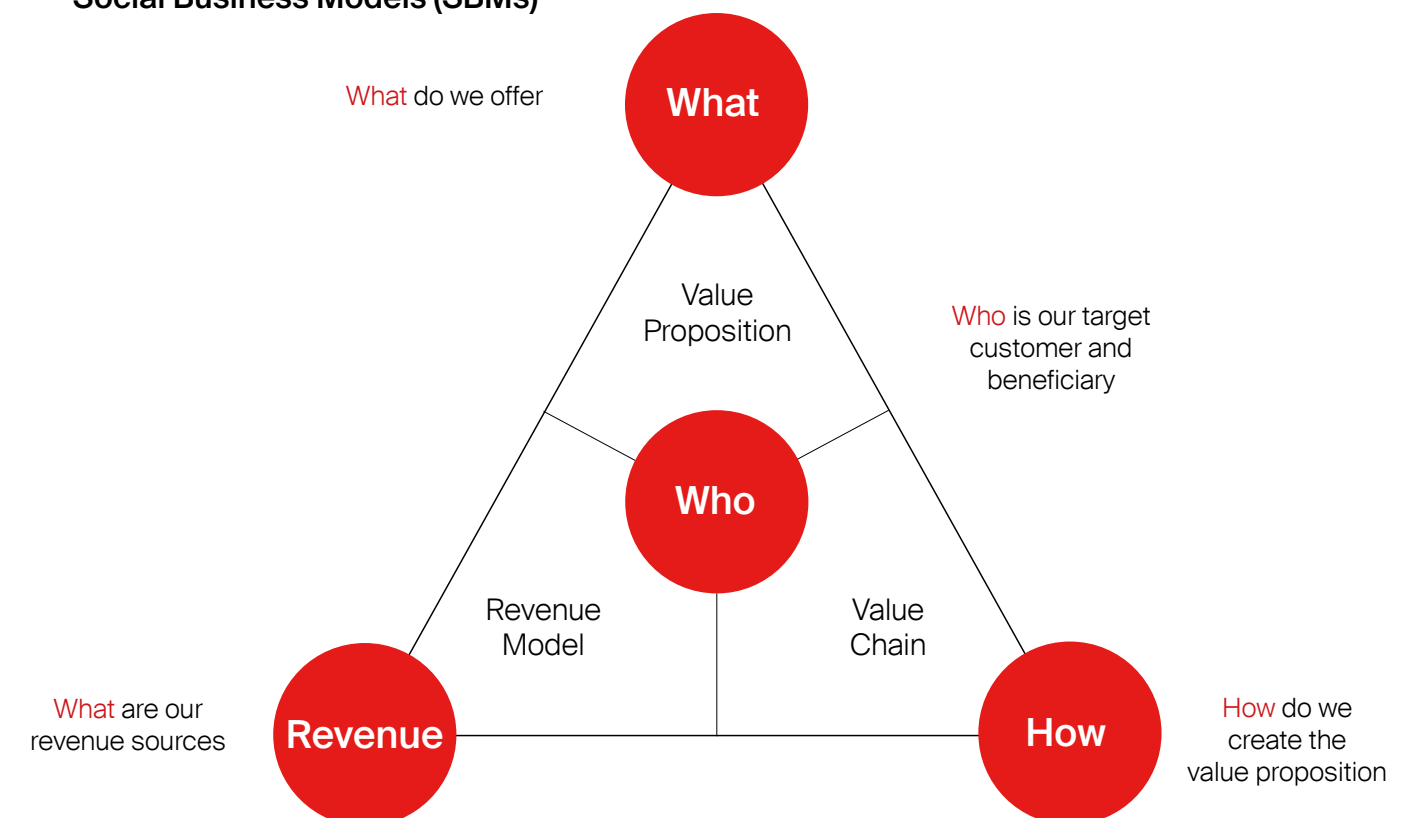 Social Business Models (SBMs)
What
What do we offer
Value
Proposition
Who is our target
customer and
beneficiary
Who
Revenue
Model
Value
Chain
What are our
revenue sources
Revenue
How
How do we
create the
value proposition